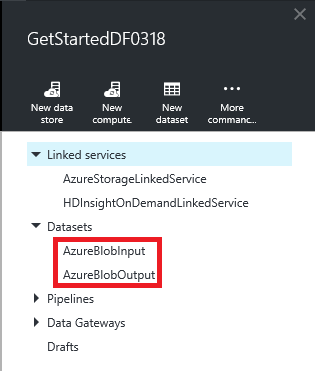 GetStartedDF0318
New data store
New compute..
New dataset
More commanc...
Linked services
AzureStorageLinkedService
HDInsightOnDemandLinkedService
Datasets
AzureBlobInput
AzureBlobOutput
Pipelines
Data Gateways
Drafts